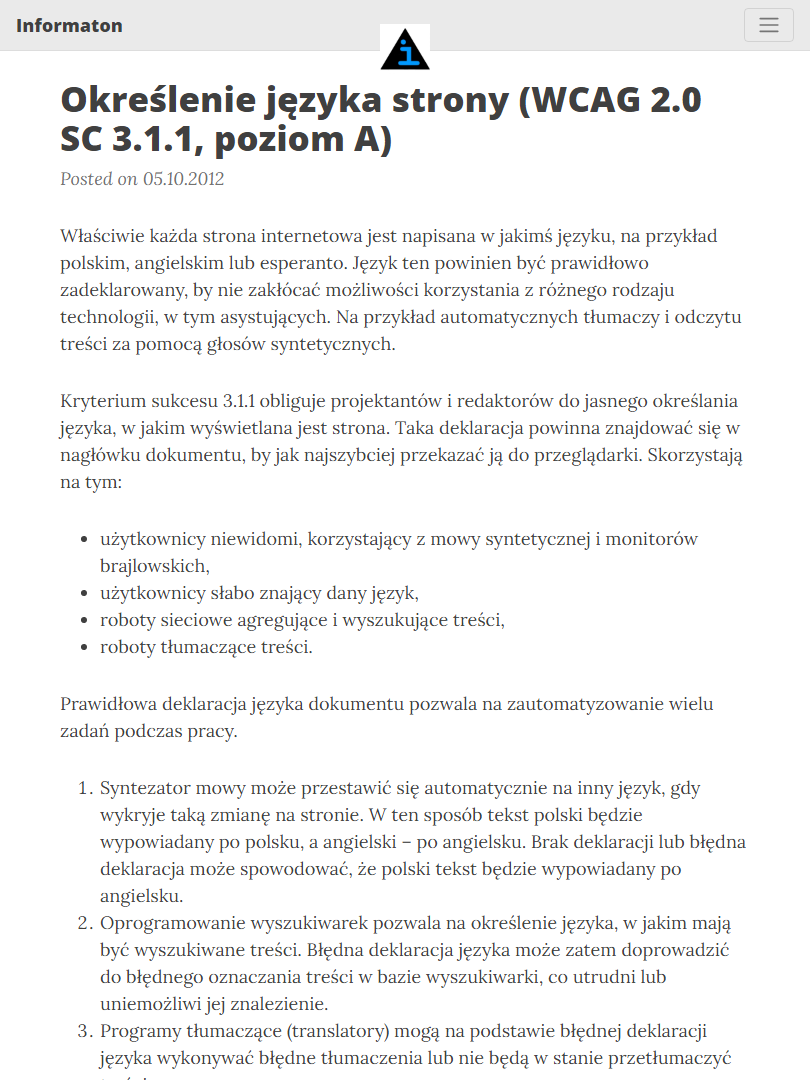 Informaton
Określenie języka strony (WCAG 2.0
SC 3.1.1, poziom A)
Posted on 05.10.2012
Właściwie każda strona internetowa jest napisana w jakimś języku, na przykład
polskim, angielskim lub esperanto. Język ten powinien być prawidłowo
zadeklarowany, by nie zakłócać możliwości korzystania z różnego rodzaju
technologii, w tym asystujących. Na przykład automatycznych tłumaczy i odczytu
treści za pomocą głosów syntetycznych.
Kryterium sukcesu 3.1.1 obliguje projektantów i redaktorów do jasnego określania
języka, w jakim wyświetlana jest strona. Taka deklaracja powinna znajdować się w
nagłówku dokumentu, by jak najszybciej przekazać ją do przeglądarki. Skorzystają
na tym:
• użytkownicy niewidomi, korzystający z mowy syntetycznej i monitorów
brajlowskich,
• użytkownicy słabo znający dany język,
• roboty sieciowe agregujące i wyszukujące treści,
• roboty tłumaczące treści.
Prawidłowa deklaracja języka dokumentu pozwala na zautomatyzowanie wielu
zadań podczas pracy.
1. Syntezator mowy może przestawić się automatycznie na inny język, gdy
wykryje taką zmianę na stronie. W ten sposób tekst polski będzie
wypowiadany po polsku, a angielski – po angielsku. Brak deklaracji lub błędna
deklaracja może spowodować, że polski tekst będzie wypowiadany po
angielsku.
2. Oprogramowanie wyszukiwarek pozwala na określenie języka, w jakim mają
być wyszukiwane treści. Błędna deklaracja języka może zatem doprowadzić
do błędnego oznaczania treści w bazie wyszukiwarki, co utrudni lub
uniemożliwi jej znalezienie.
3. Programy tłumaczące (translatory) mogą na podstawie błędnej deklaracji
języka wykonywać błędne tłumaczenia lub nie będą w stanie przetłumaczyć